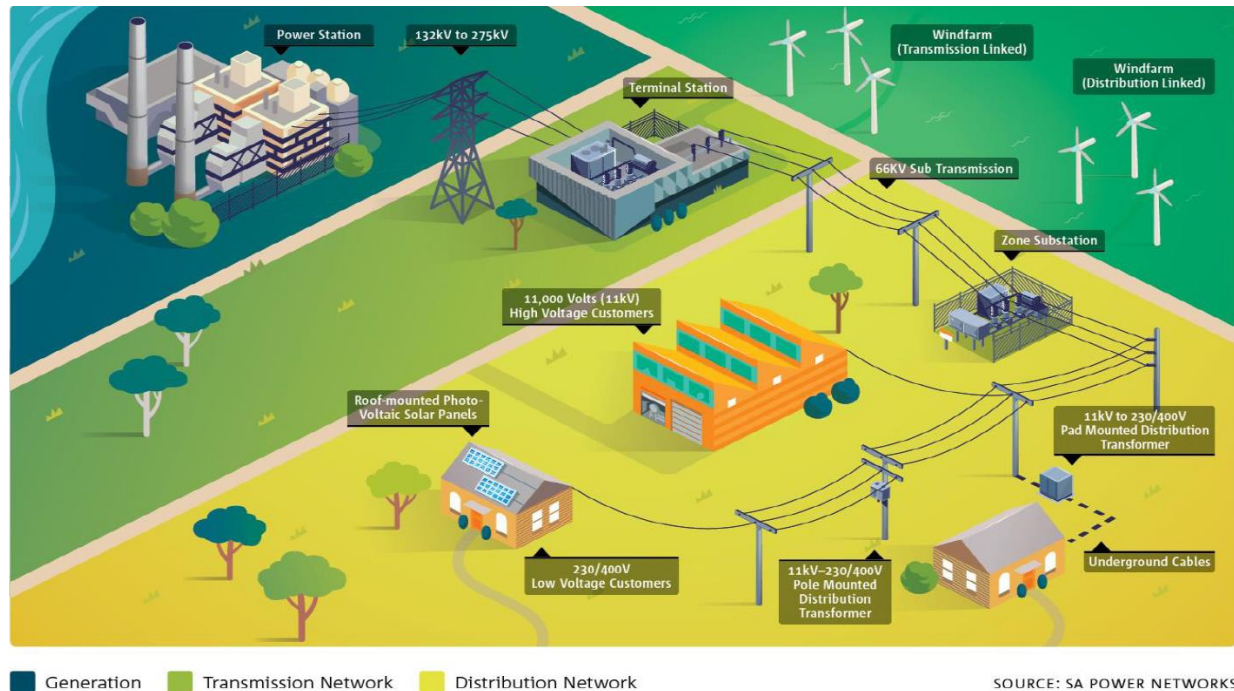 Power Station
132kV to 275kV
Windfarm
(Transmission Linked)
Windfarm
(Distribution Linked)
Terminal Station
66KV Sub Transmission
Zone Substation
11,000 Volts (11kV)
High Voltage Customers
Roof-mounted Photo-
Voltaic Solar Panels
11kV to 230/400V
Pad Mounted Distribution
Transformer
230/400V
Low Voltage Customers
11kV–230/400V
Pole Mounted
Distribution
Transformer
Underground Cables
Generation
Transmission Network
Distribution Network
SOURCE: SA POWER NETWORKS